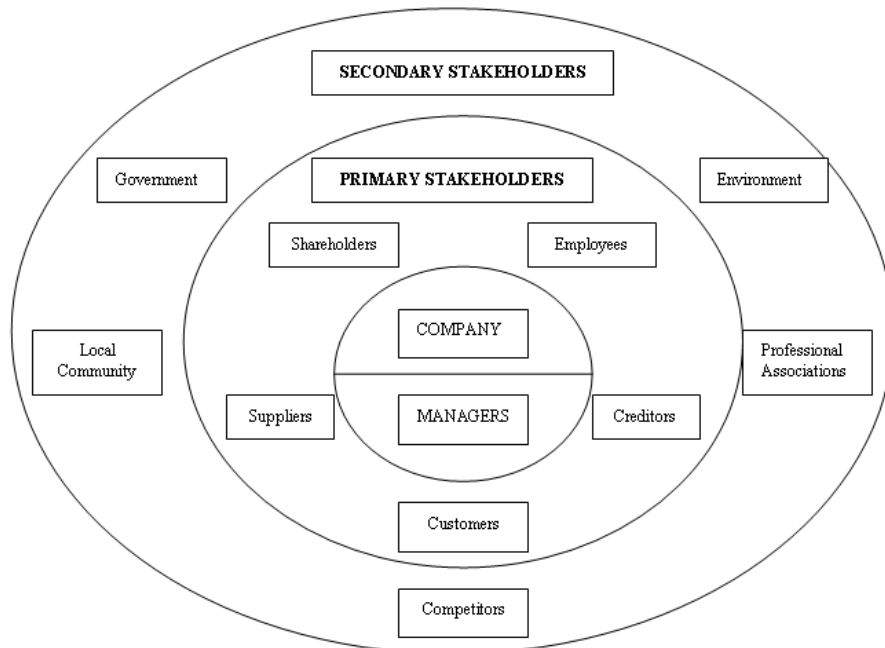 SECONDARY STAKEHOLDERS
Government
PRIMARY STAKEHOLDERS
Environment
Shareholders
Employees
COMPANY
Local
Community
Professional
Associations
Suppliers
MANAGERS
Creditors
Customers
Competitors